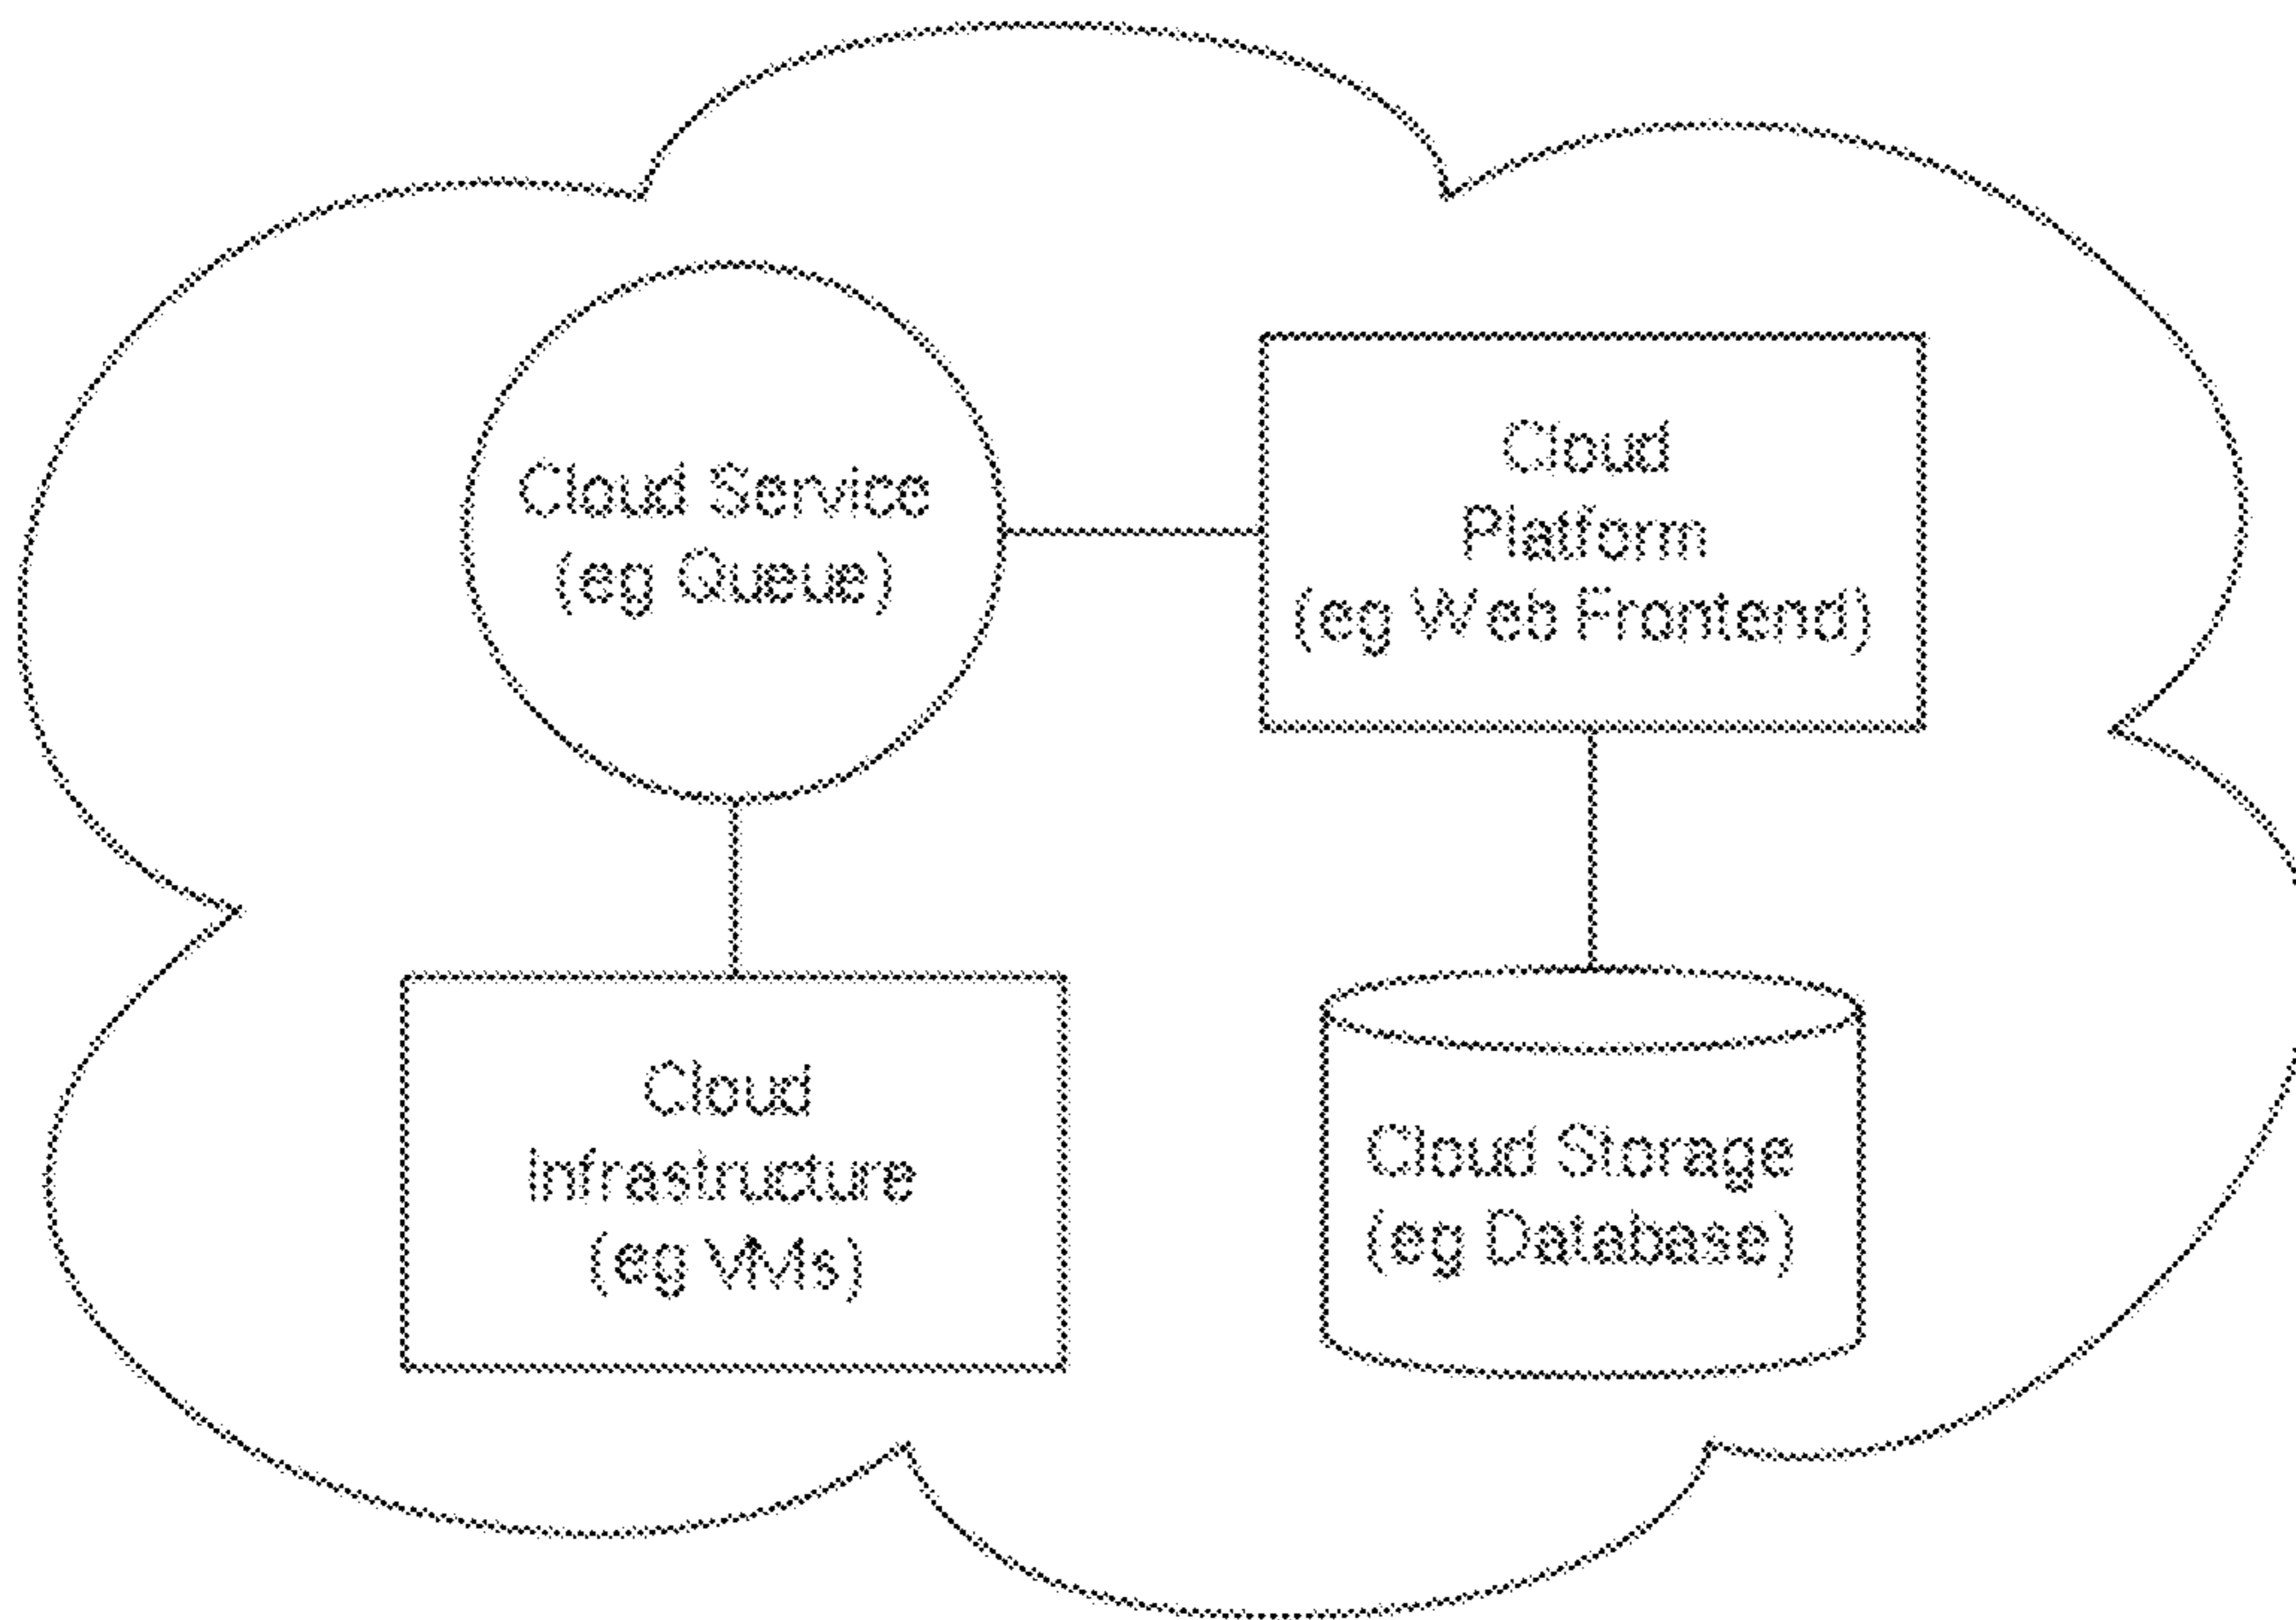 Cloud Service
(eg Queue)
Cloud
Platform
(eg Web Frontend)
Cloud
Infrastructure
(eg VMs)
Cloud Storage
(eg Database)